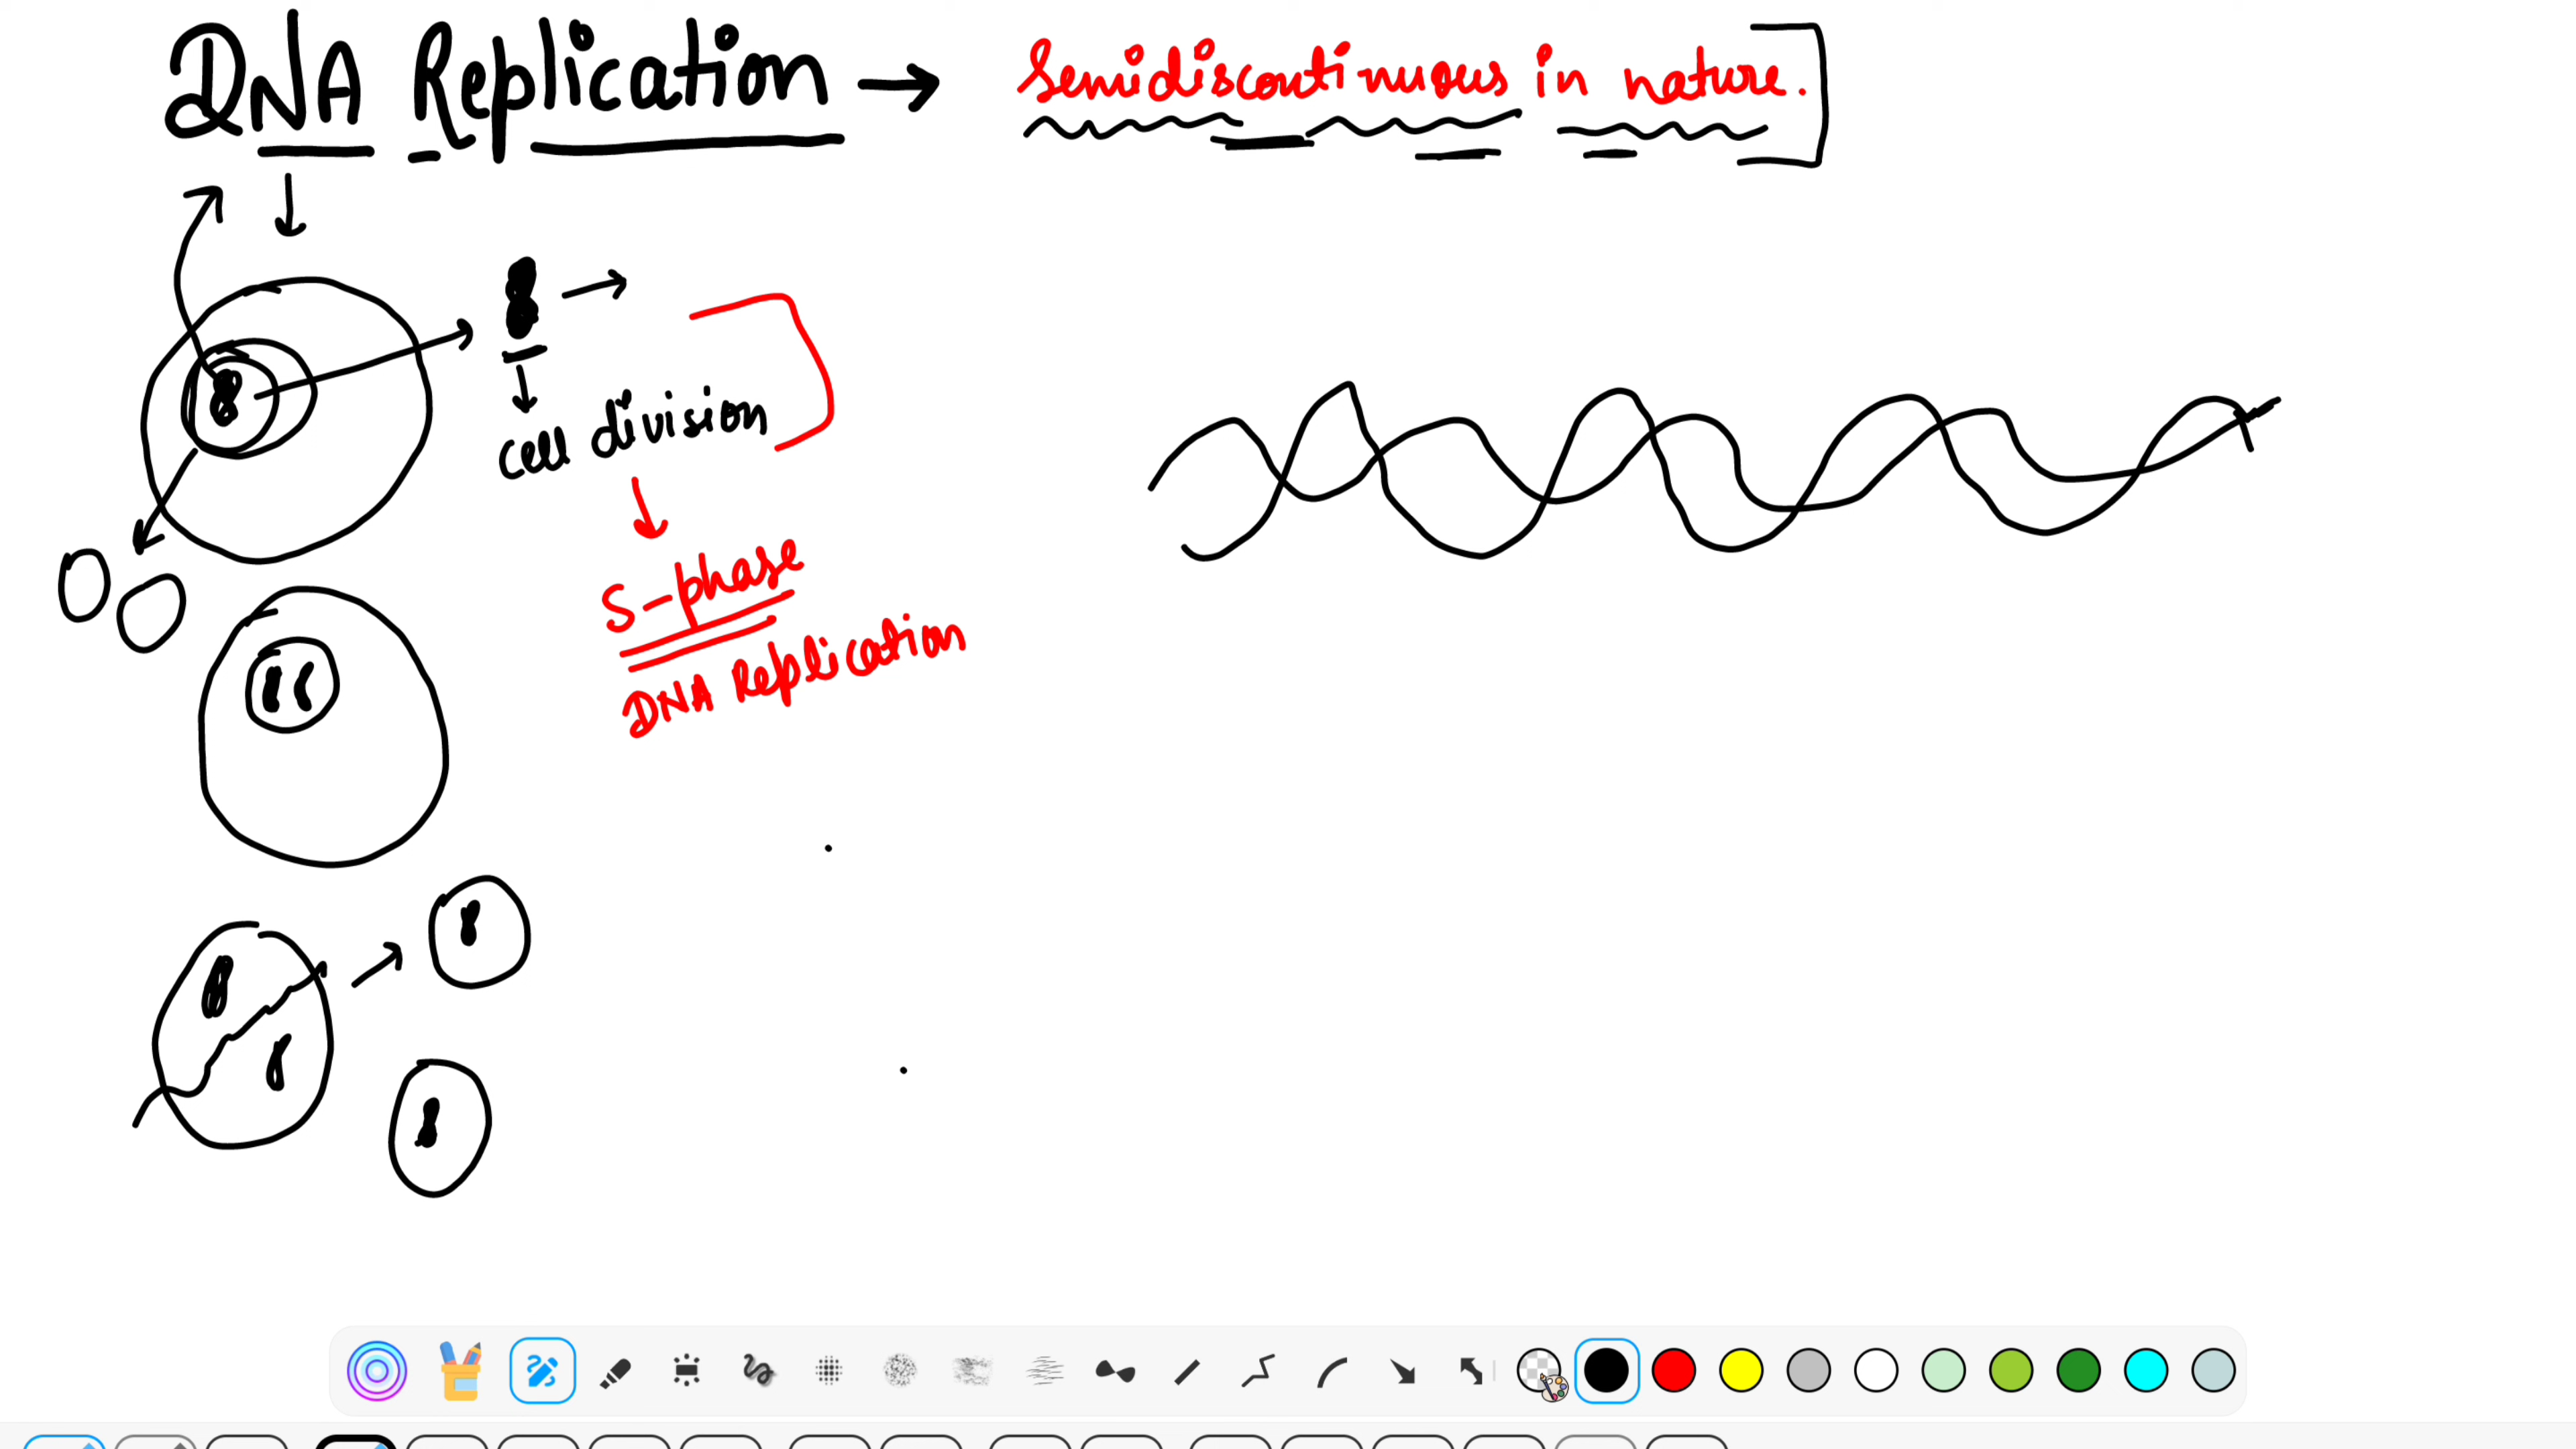 DNA Replication → Semidiscontinuous in nature.
cell division
S-phase
DNA Replication